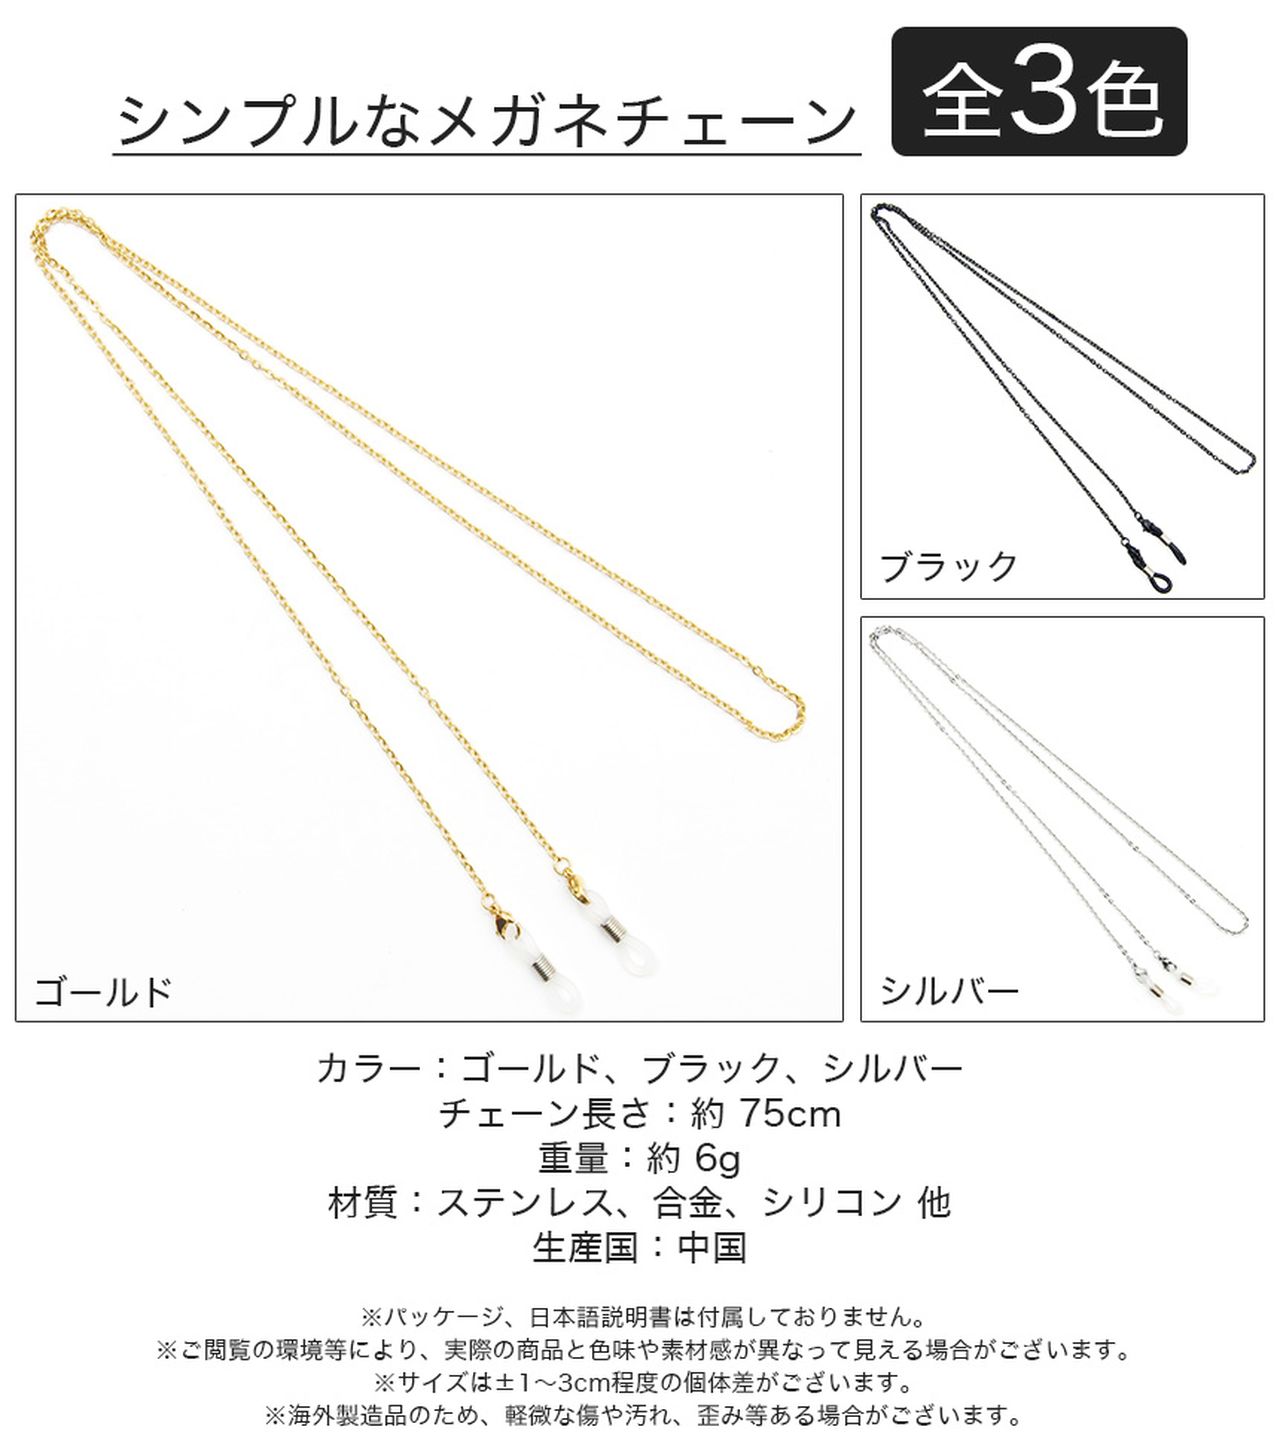 シンプルなメガネチェーン
全3色
ゴールド
ブラック
シルバー
カラー：ゴールド、ブラック、シルバー
チェーン長さ：約 75cm
重量：約 6g
材質：ステンレス、合金、シリコン 他
生産国：中国
※パッケージ、日本語説明書は付属しておりません。
※ご閲覧の環境等により、実際の商品と色味や素材感が異なって見える場合がございます。
※サイズは±1〜3cm程度の個体差がございます。
※海外製造品のため、軽微な傷や汚れ、歪み等ある場合がございます。